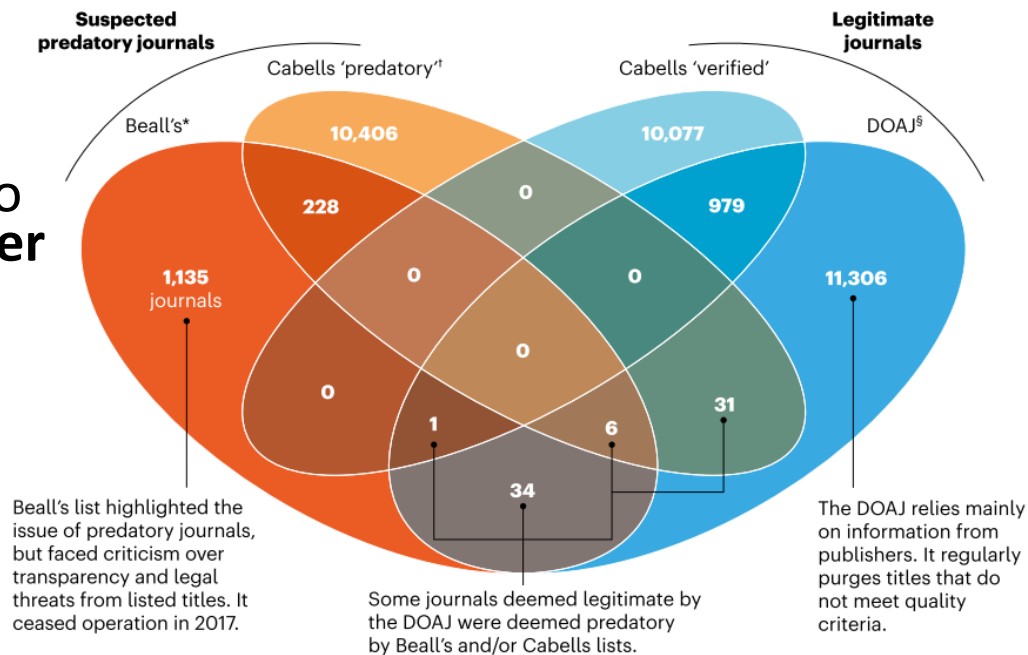 Suspected
predatory journals
Legitimate
journals
Cabells ‘predatory’†
Cabells ‘verified’
Beall’s*
DOAJ§
10,406
10,077
o
er
0
228
979
1,135
journals
0
0
11,306
0
0
31
1
6
34
Beall’s list highlighted the
issue of predatory journals,
but faced criticism over
transparency and legal
threats from listed titles. It
ceased operation in 2017.
Some journals deemed legitimate by
the DOAJ were deemed predatory
by Beall’s and/or Cabells lists.
The DOAJ relies mainly
on information from
publishers. It regularly
purges titles that do
not meet quality
criteria.